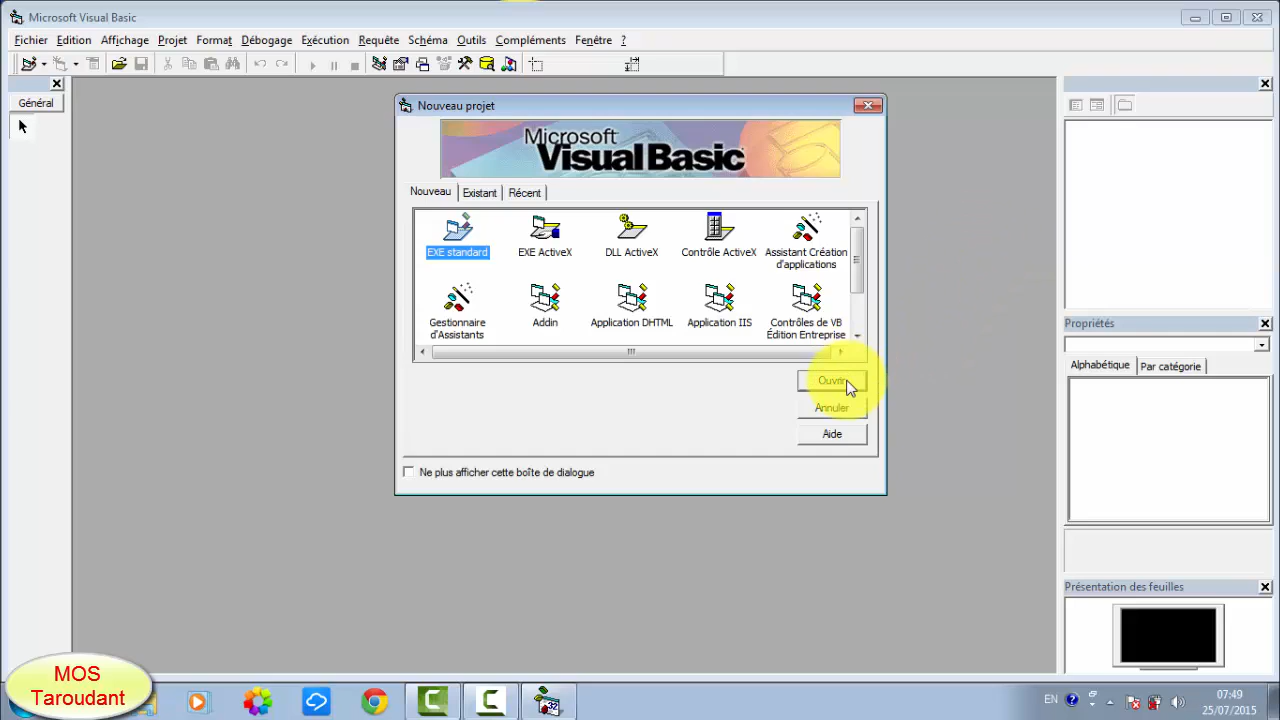 Microsoft Visual Basic
Fichier Edition Affichage Projet Format Débogage Exécution Requête Schéma Outils Compléments Fenêtre ?
Général
Nouveau projet
Microsoft
Visual Basic
Nouveau Existant Récent
EXE standard EXE ActiveX DLL ActiveX Contrôle ActiveX Assistant Création
d'applications
Gestionnaire Addin Application DHTML Application IIS Contrôles de VB
d'Assistants Édition Entreprise
Ouvrir
Annuler
Aide
Ne plus afficher cette boîte de dialogue
Propriétés
Alphabétique Par catégorie
Présentation des feuilles
MOS
Taroudant
32
EN
07:49
25/07/2015